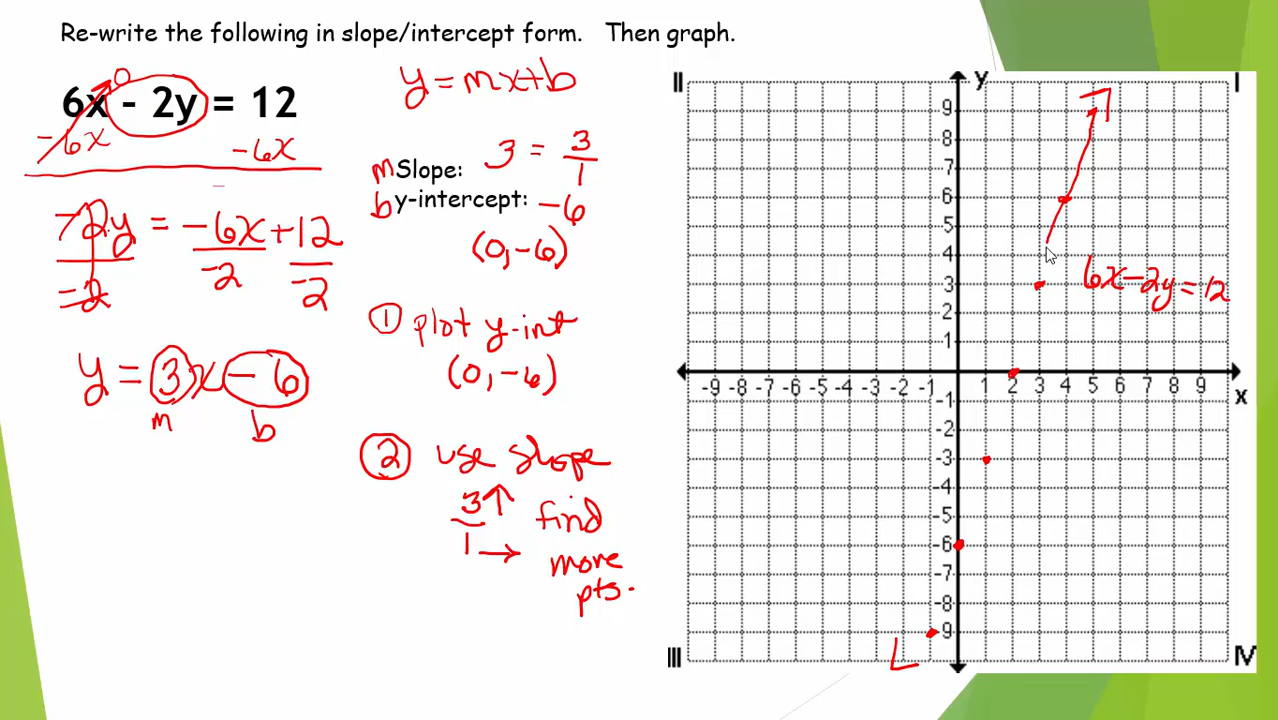 Re-write the following in slope/intercept form. Then graph.
6x - 2y = 12
0
-6x -6x
-2y = -6x + 12
-2 -2 -2
y = 3x - 6
m b
y = mx + b
m Slope: 3 = 3/1
b y-intercept: -6
(0, -6)
① plot y-int
(0, -6)
② use slope
3↑ find
1→ more
pts.
II y I
9
8
7
6
5
4
3
2
1
6x - 2y = 12
-9 -8 -7 -6 -5 -4 -3 -2 -1 1 2 3 4 5 6 7 8 9 x
-1
-2
-3
-4
-5
-6
-7
-8
-9
III IV